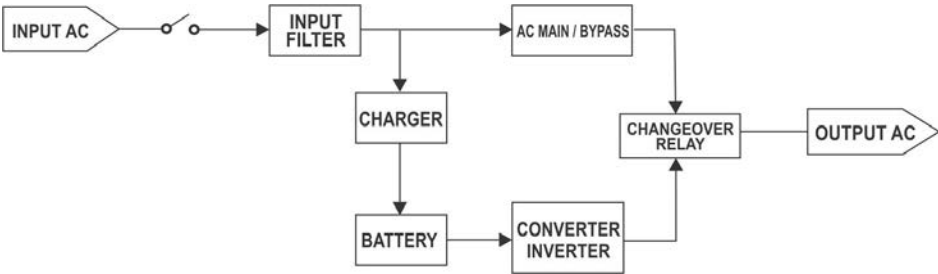 INPUT AC
INPUT
FILTER
AC MAIN / BYPASS
CHARGER
CHANGEOVER
RELAY
OUTPUT AC
BATTERY
CONVERTER
INVERTER